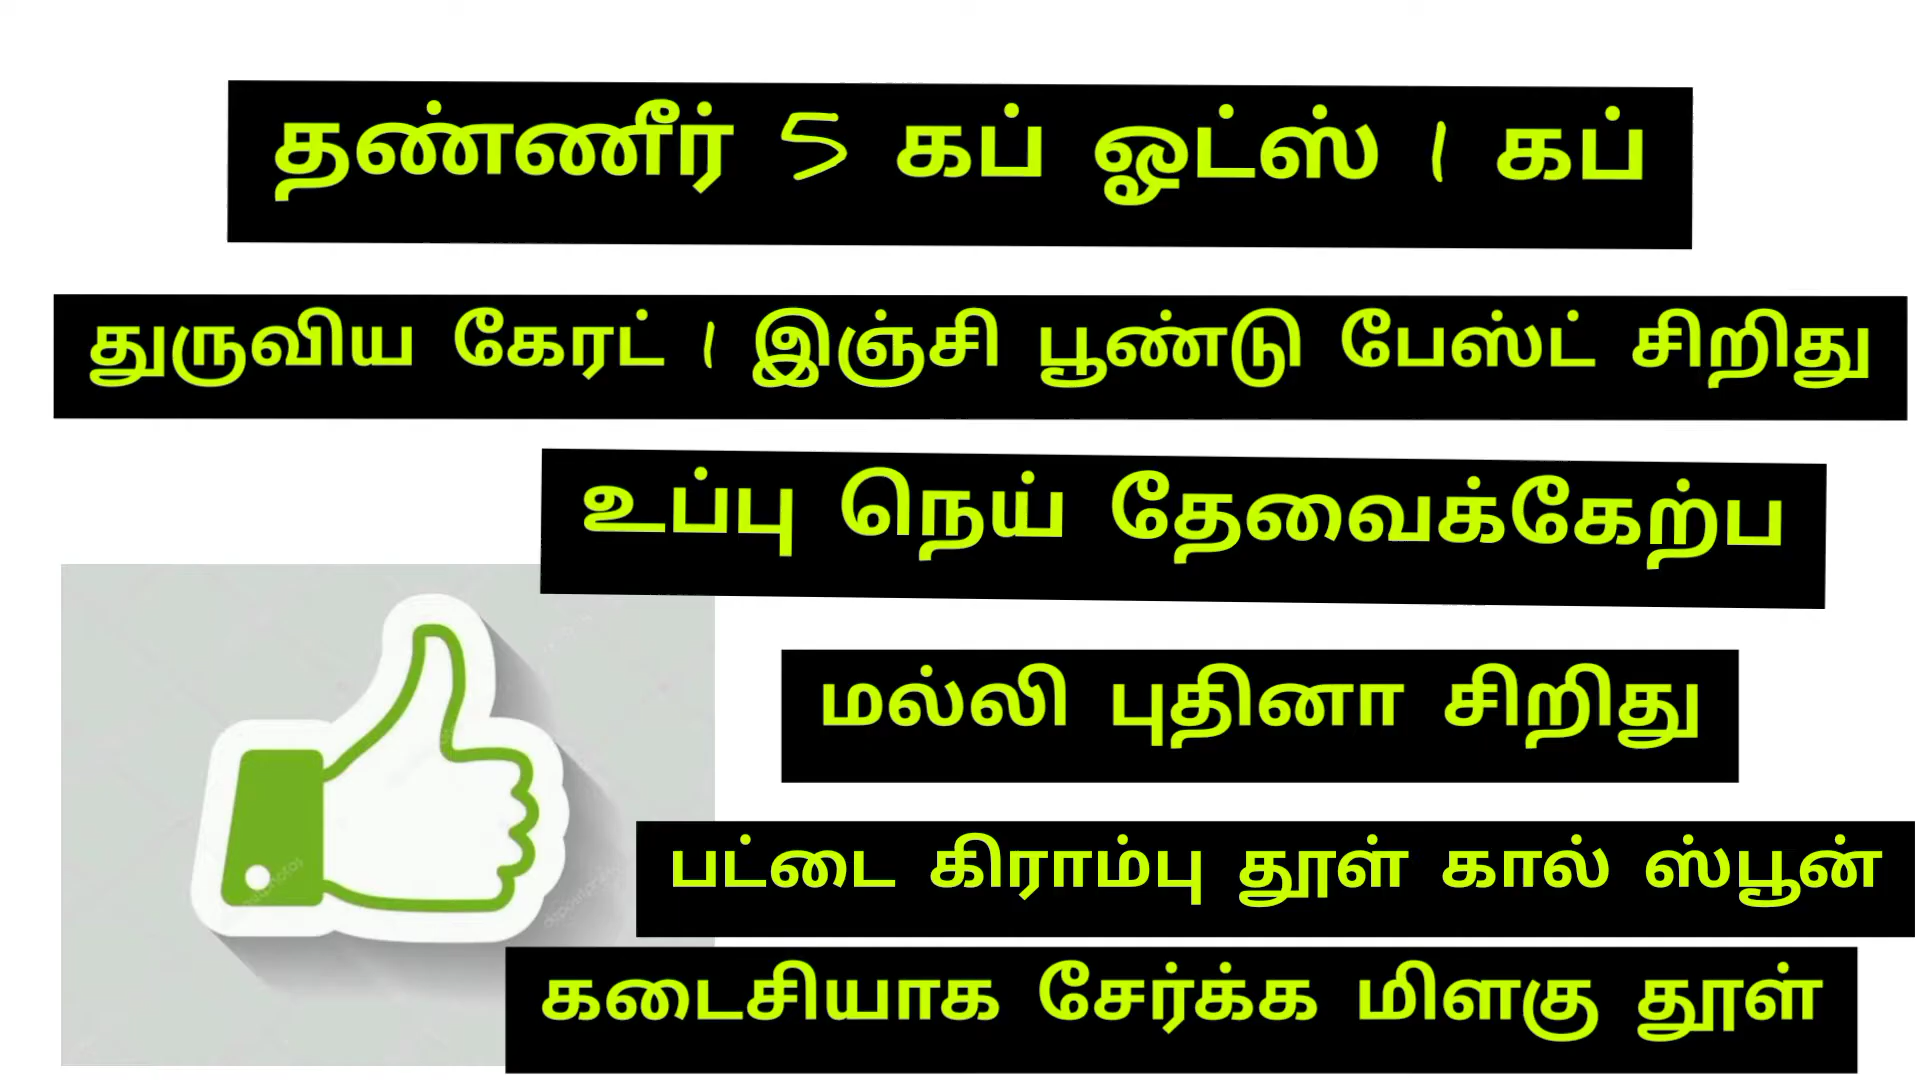 தண்ணீர் 5 கப் ஓட்ஸ் 1 கப்
துருவிய கேரட் 1 இஞ்சி பூண்டு பேஸ்ட் சிறிது
உப்பு நெய் தேவைக்கேற்ப
மல்லி புதினா சிறிது
பட்டை கிராம்பு தூள் கால் ஸ்பூன்
கடைசியாக சேர்க்க மிளகு தூள்